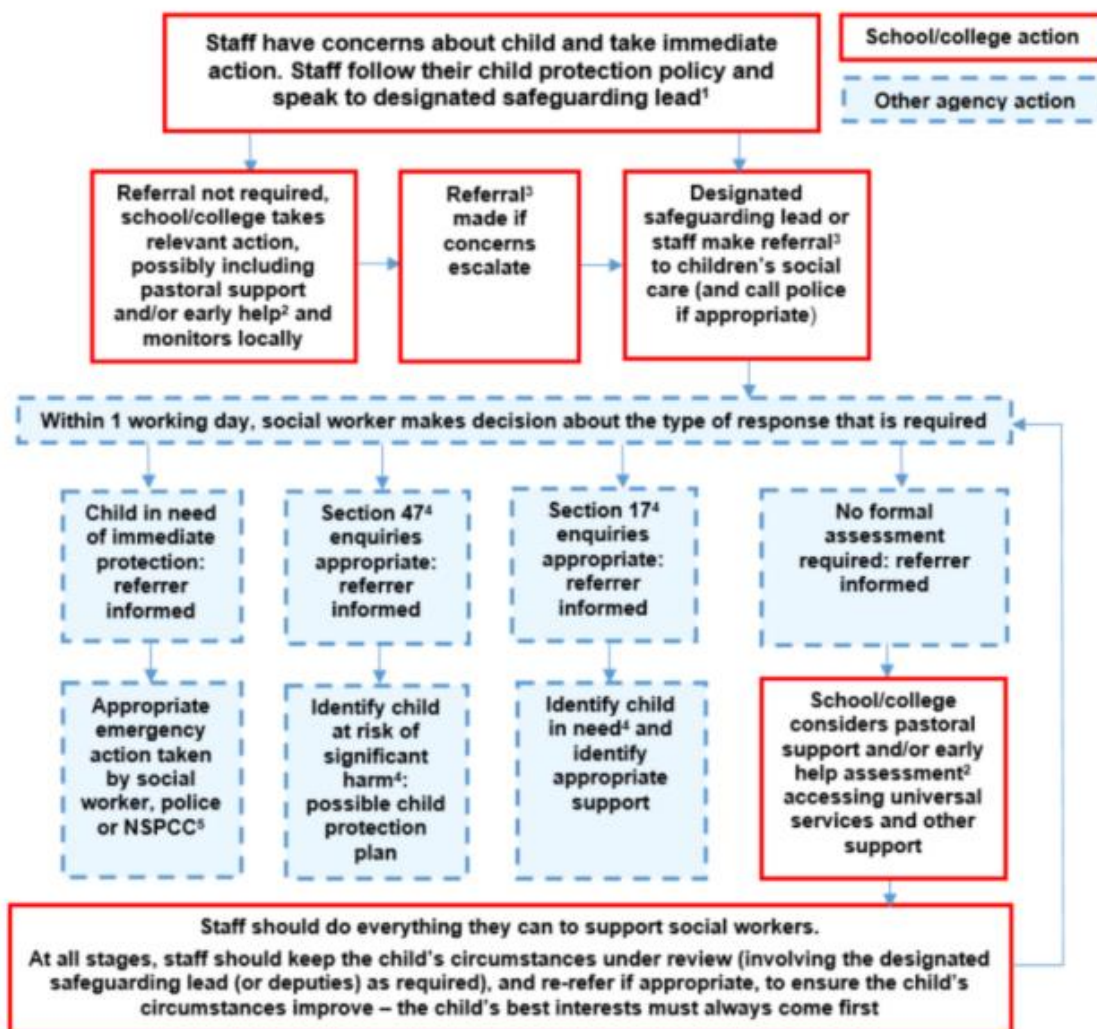 Staff have concerns about child and take immediate
action. Staff follow their child protection policy and
speak to designated safeguarding lead¹
School/college action
Other agency action
Referral not required,
school/college takes
relevant action,
possibly including
pastoral support
and/or early help² and
monitors locally
Referral³
made if
concerns
escalate
Designated
safeguarding lead or
staff make referral³
to children’s social
care (and call police
if appropriate)
Within 1 working day, social worker makes decision about the type of response that is required
Child in need
of immediate
protection:
referrer
informed
Section 47⁴
enquiries
appropriate:
referrer
informed
Section 17⁴
enquiries
appropriate:
referrer
informed
No formal
assessment
required: referrer
informed
Appropriate
emergency
action taken
by social
worker, police
or NSPCC⁵
Identify child
at risk of
significant
harm⁴:
possible child
protection
plan
Identify child
in need⁴ and
identify
appropriate
support
School/college
considers pastoral
support and/or early
help assessment²
accessing universal
services and other
support
Staff should do everything they can to support social workers.
At all stages, staff should keep the child’s circumstances under review (involving the designated
safeguarding lead (or deputies) as required), and re-refer if appropriate, to ensure the child’s
circumstances improve – the child’s best interests must always come first